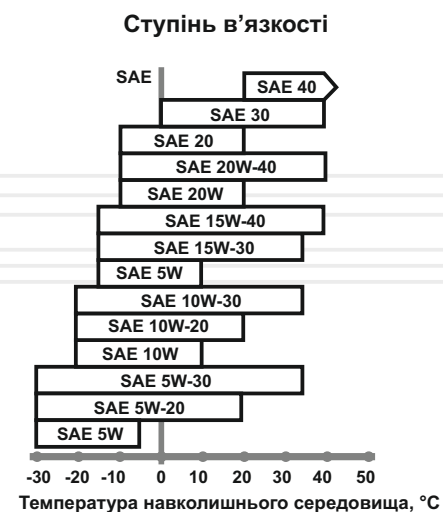 Ступінь в’язкості
SAE
SAE 40
SAE 30
SAE 20
SAE 20W-40
SAE 20W
SAE 15W-40
SAE 15W-30
SAE 5W
SAE 10W-30
SAE 10W-20
SAE 10W
SAE 5W-30
SAE 5W-20
SAE 5W
-30 -20 -10 0 10 20 30 40 50
Температура навколишнього середовища, °C